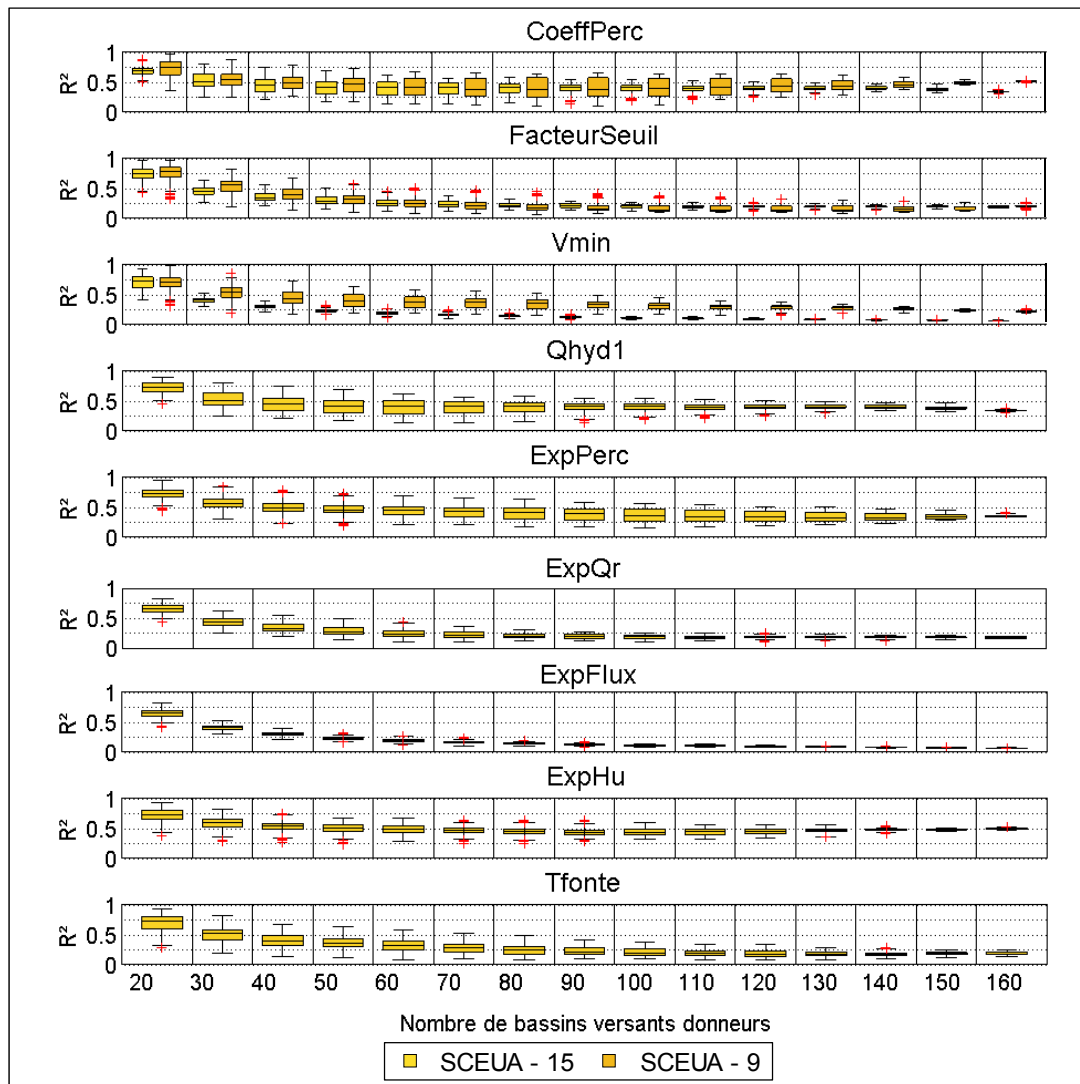 CoeffPerc
1
R²
0.5
0
FacteurSeuil
1
R²
0.5
0
Vmin
1
R²
0.5
0
Qhyd1
1
R²
0.5
0
ExpPerc
1
R²
0.5
0
ExpQr
1
R²
0.5
0
ExpFlux
1
R²
0.5
0
ExpHu
1
R²
0.5
0
Tfonte
1
R²
0.5
0
20 30 40 50 60 70 80 90 100 110 120 130 140 150 160
Nombre de bassins versants donneurs
SCEUA - 15 SCEUA - 9